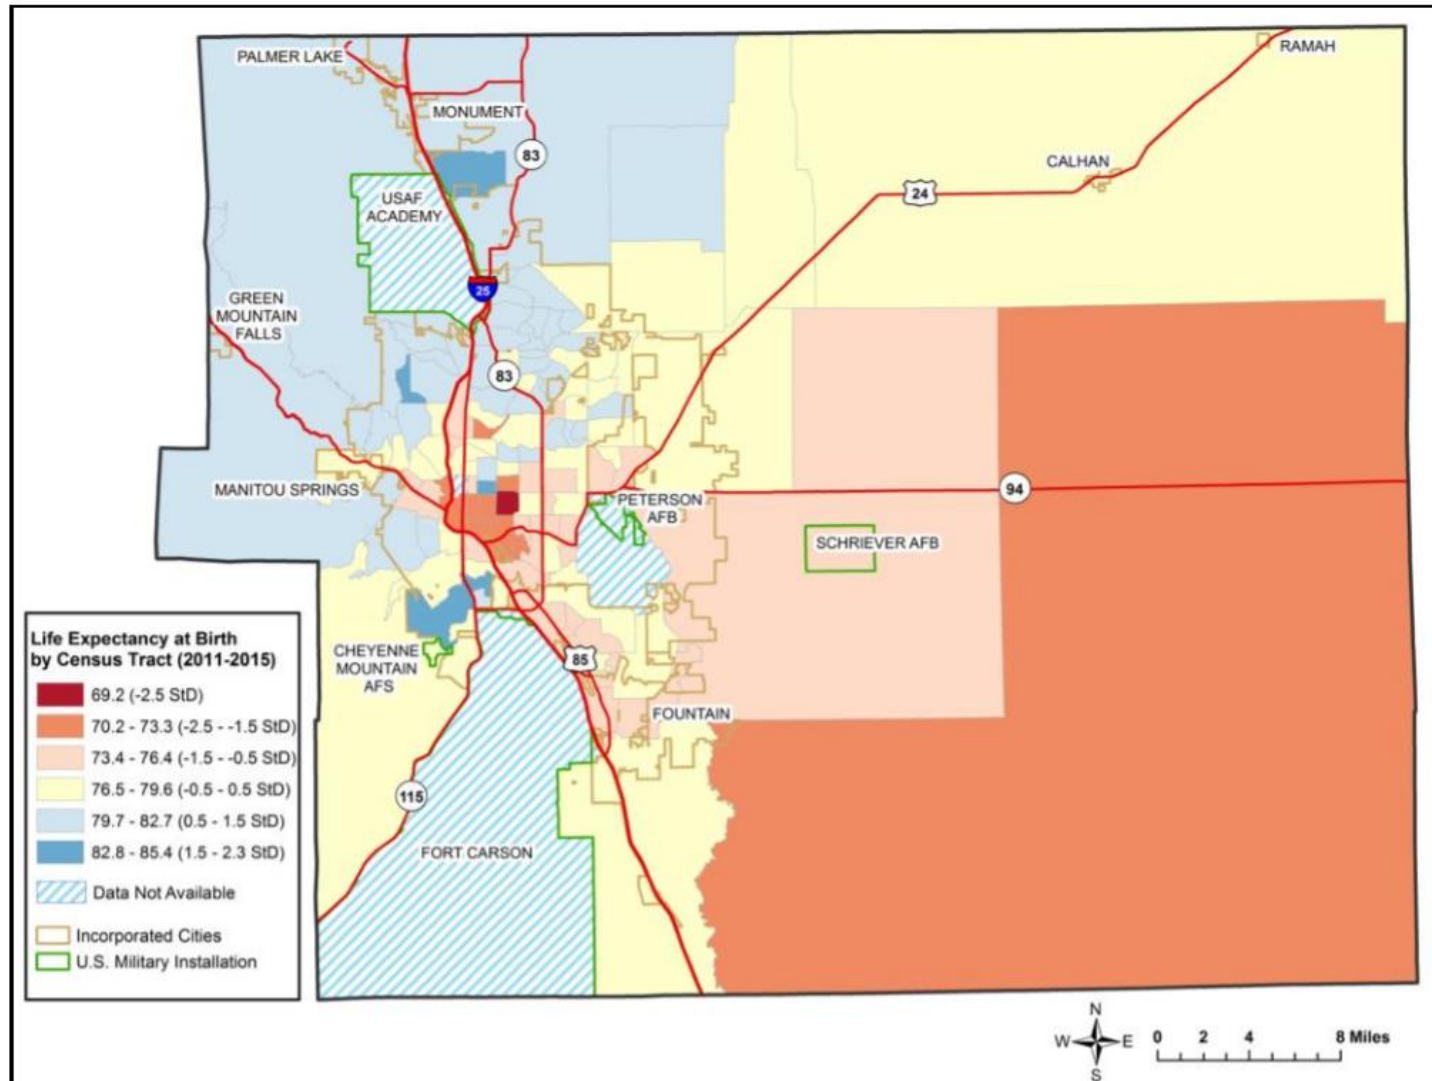 PALMER LAKE
RAMAH
MONUMENT
83
CALHAN
USAF
ACADEMY
24
25
GREEN
MOUNTAIN
FALLS
83
MANITOU SPRINGS
94
PETERSON
AFB
SCHRIEVER AFB
Life Expectancy at Birth
by Census Tract (2011-2015)
69.2 (-2.5 StD)
70.2 - 73.3 (-2.5 - -1.5 StD)
73.4 - 76.4 (-1.5 - -0.5 StD)
76.5 - 79.6 (-0.5 - 0.5 StD)
79.7 - 82.7 (0.5 - 1.5 StD)
82.8 - 85.4 (1.5 - 2.3 StD)
Data Not Available
Incorporated Cities
U.S. Military Installation
CHEYENNE
MOUNTAIN
AFS
85
FOUNTAIN
115
FORT CARSON
N
W E
S
0 2 4 8 Miles